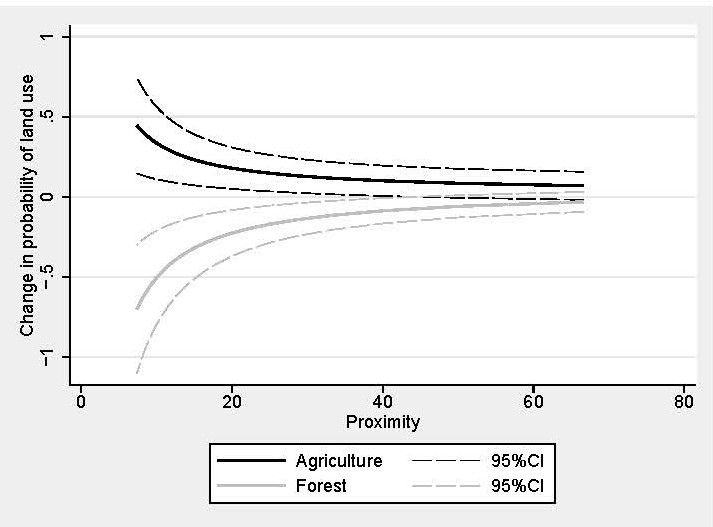 Change in probability of land use
1
.5
0
-.5
-1
0 20 40 60 80
Proximity
Agriculture 95%CI
Forest 95%CI